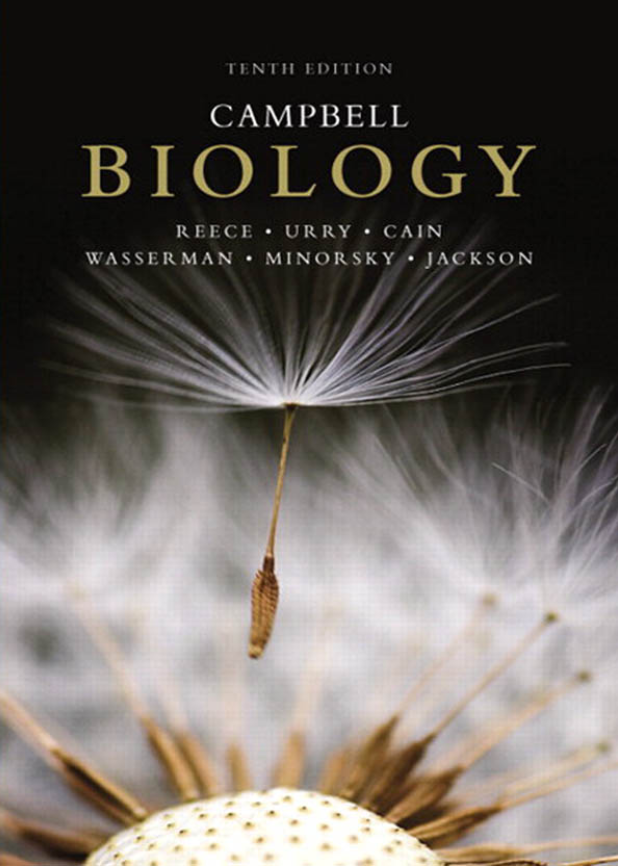 TENTH EDITION
CAMPBELL
BIOLOGY
REECE • URRY • CAIN
WASSERMAN • MINORSKY • JACKSON